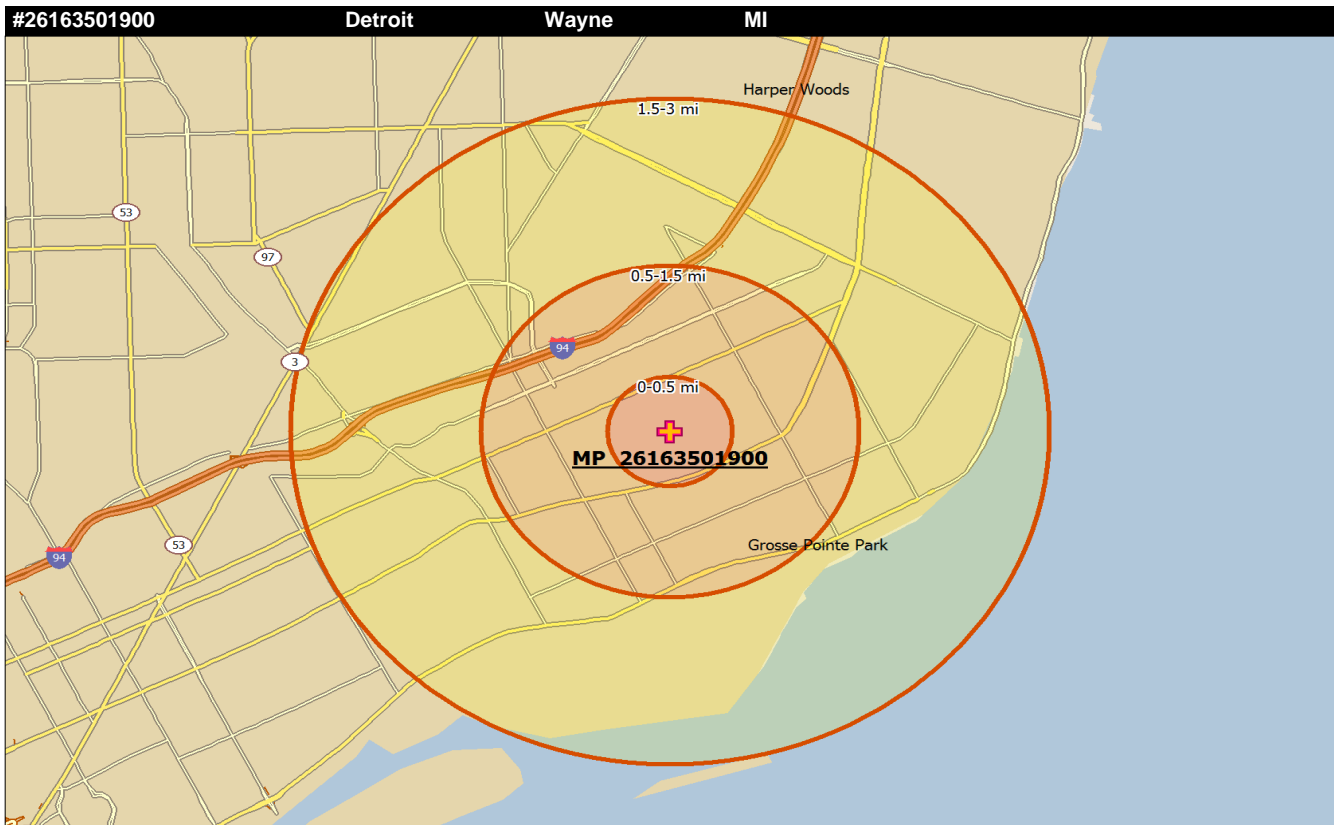 #26163501900 Detroit Wayne MI
Harper Woods
1.5-3 mi
53
97
0.5-1.5 mi
94
3
0-0.5 mi
MP 26163501900
53
Grosse Pointe Park
94